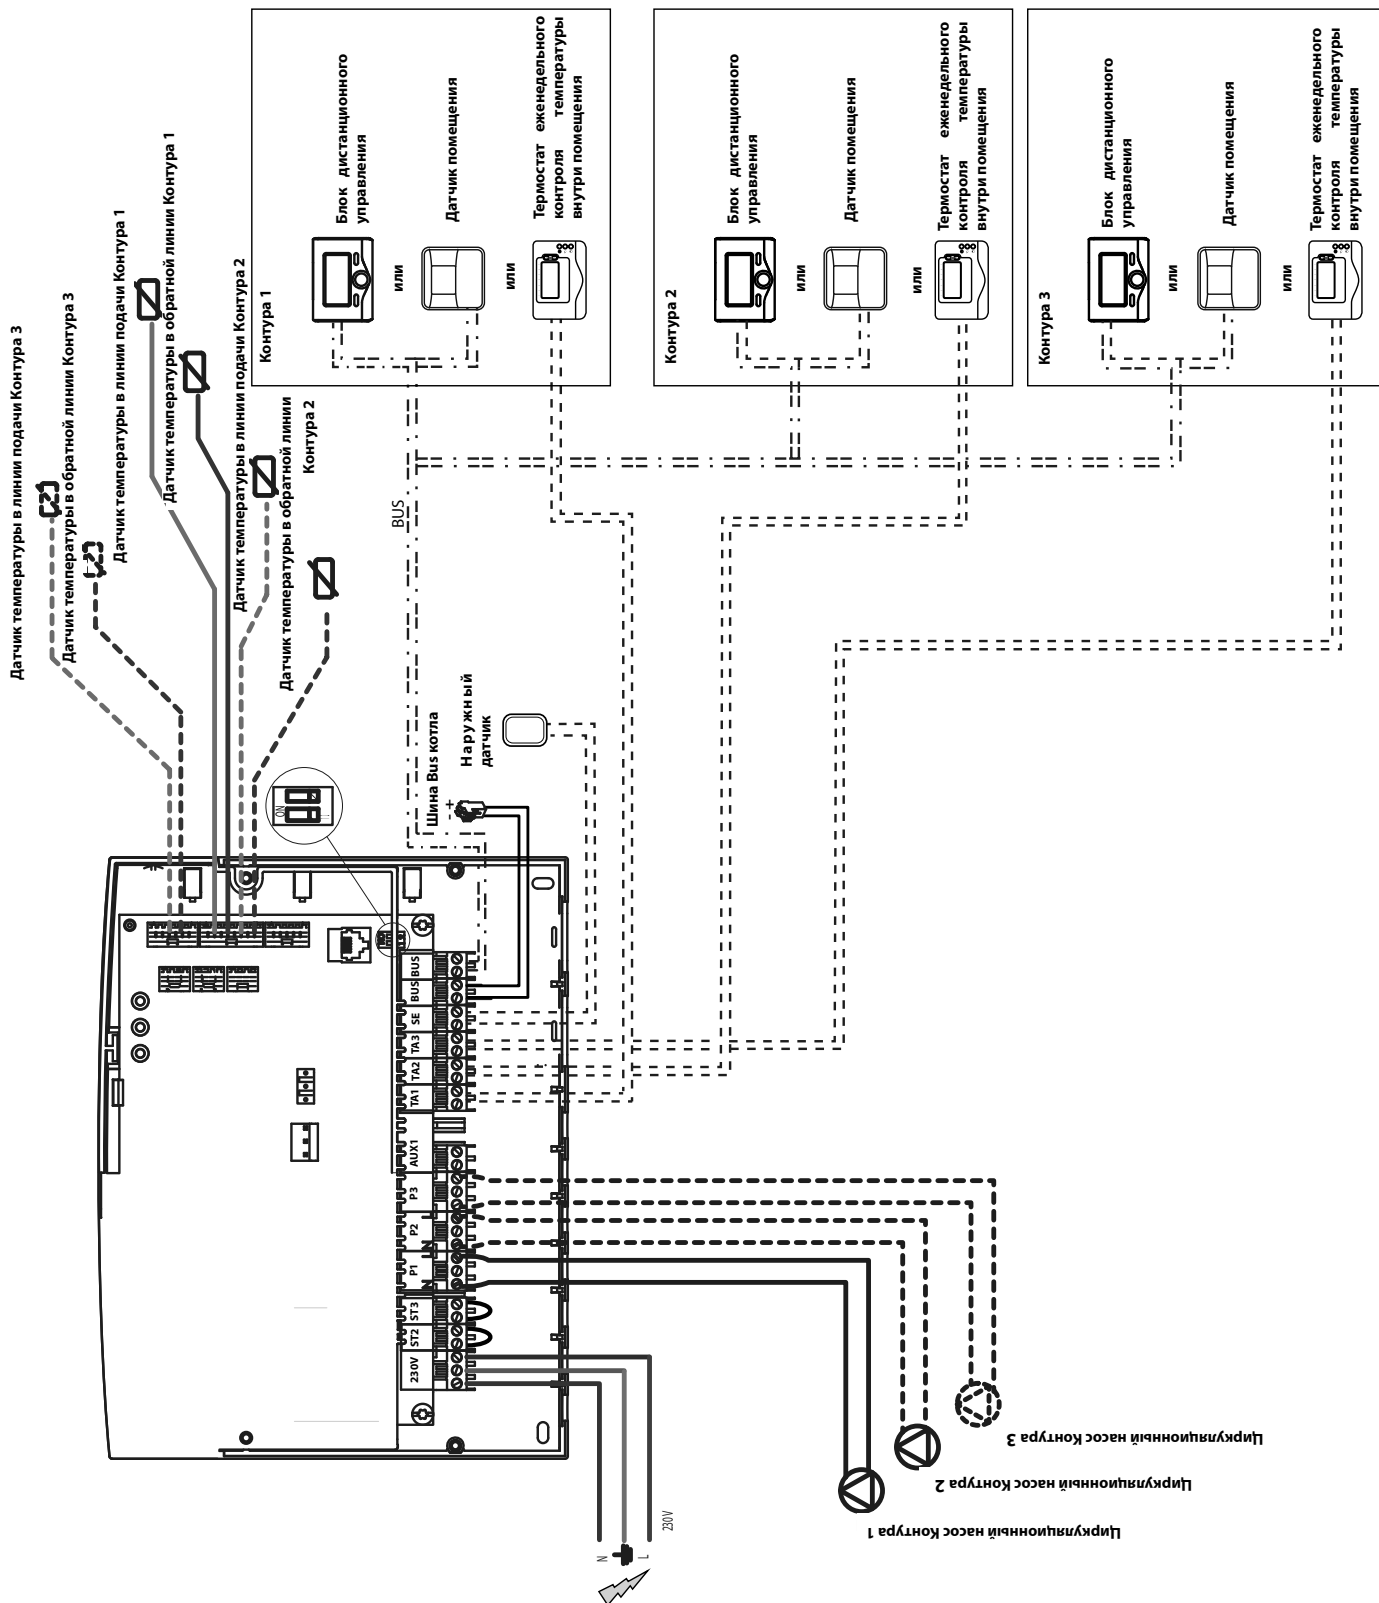 Датчик температуры в линии подачи Контура 3
Датчик температуры в обратной линии Контура 3
Датчик температуры в линии подачи Контура 1
Датчик температуры в обратной линии Контура 1
Датчик температуры в линии подачи Контура 2
Датчик температуры в обратной линии
Контура 2
Контура 1
Блок дистанционного
управления
или
Датчик помещения
или
Термостат еженедельного
контроля температуры
внутри помещения
Контура 2
Блок дистанционного
управления
или
Датчик помещения
или
Термостат еженедельного
контроля температуры
внутри помещения
Контура 3
Блок дистанционного
управления
или
Датчик помещения
или
Термостат еженедельного
контроля температуры
внутри помещения
BUS
Шина Bus котла
- +
Наружный
датчик
ON
230V
ST2
ST3
P1
P2
P3
AUX1
TA1
TA2
TA3
SE
BUS
BUS
N
L
N
L
N
L
230V
Циркуляционный насос Контура 1
Циркуляционный насос Контура 2
Циркуляционный насос Контура 3